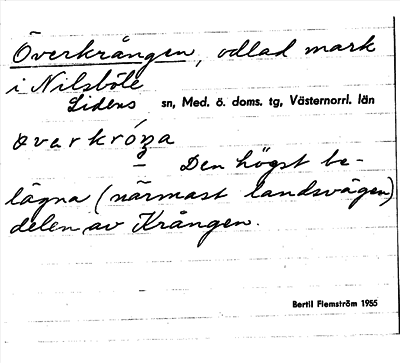 Överkrången, odlad mark
i Nilsböle
Lidens sn, Med. ö. doms. tg, Västernorrl. län
øvarkróŋa
Den högst be-
lägna (närmast landsvägen)
delen av Krången.
Bertil Flemström 1955